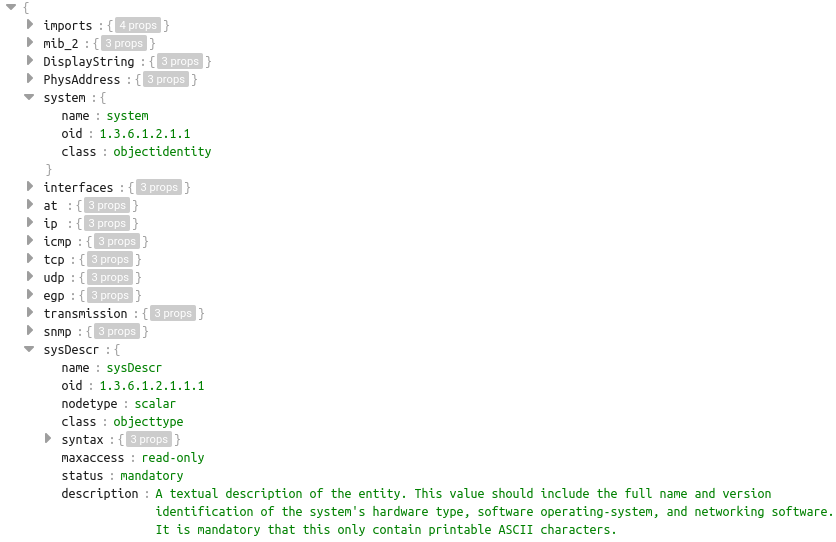 {
imports : { 4 props }
mib_2 : { 3 props }
DisplayString : { 3 props }
PhysAddress : { 3 props }
system : {
name : system
oid : 1.3.6.1.2.1.1
class : objectidentity
}
interfaces : { 3 props }
at : { 3 props }
ip : { 3 props }
icmp : { 3 props }
tcp : { 3 props }
udp : { 3 props }
egp : { 3 props }
transmission : { 3 props }
snmp : { 3 props }
sysDescr : {
name : sysDescr
oid : 1.3.6.1.2.1.1.1
nodetype : scalar
class : objecttype
syntax : { 3 props }
maxaccess : read-only
status : mandatory
description : A textual description of the entity. This value should include the full name and version
identification of the system's hardware type, software operating-system, and networking software.
It is mandatory that this only contain printable ASCII characters.